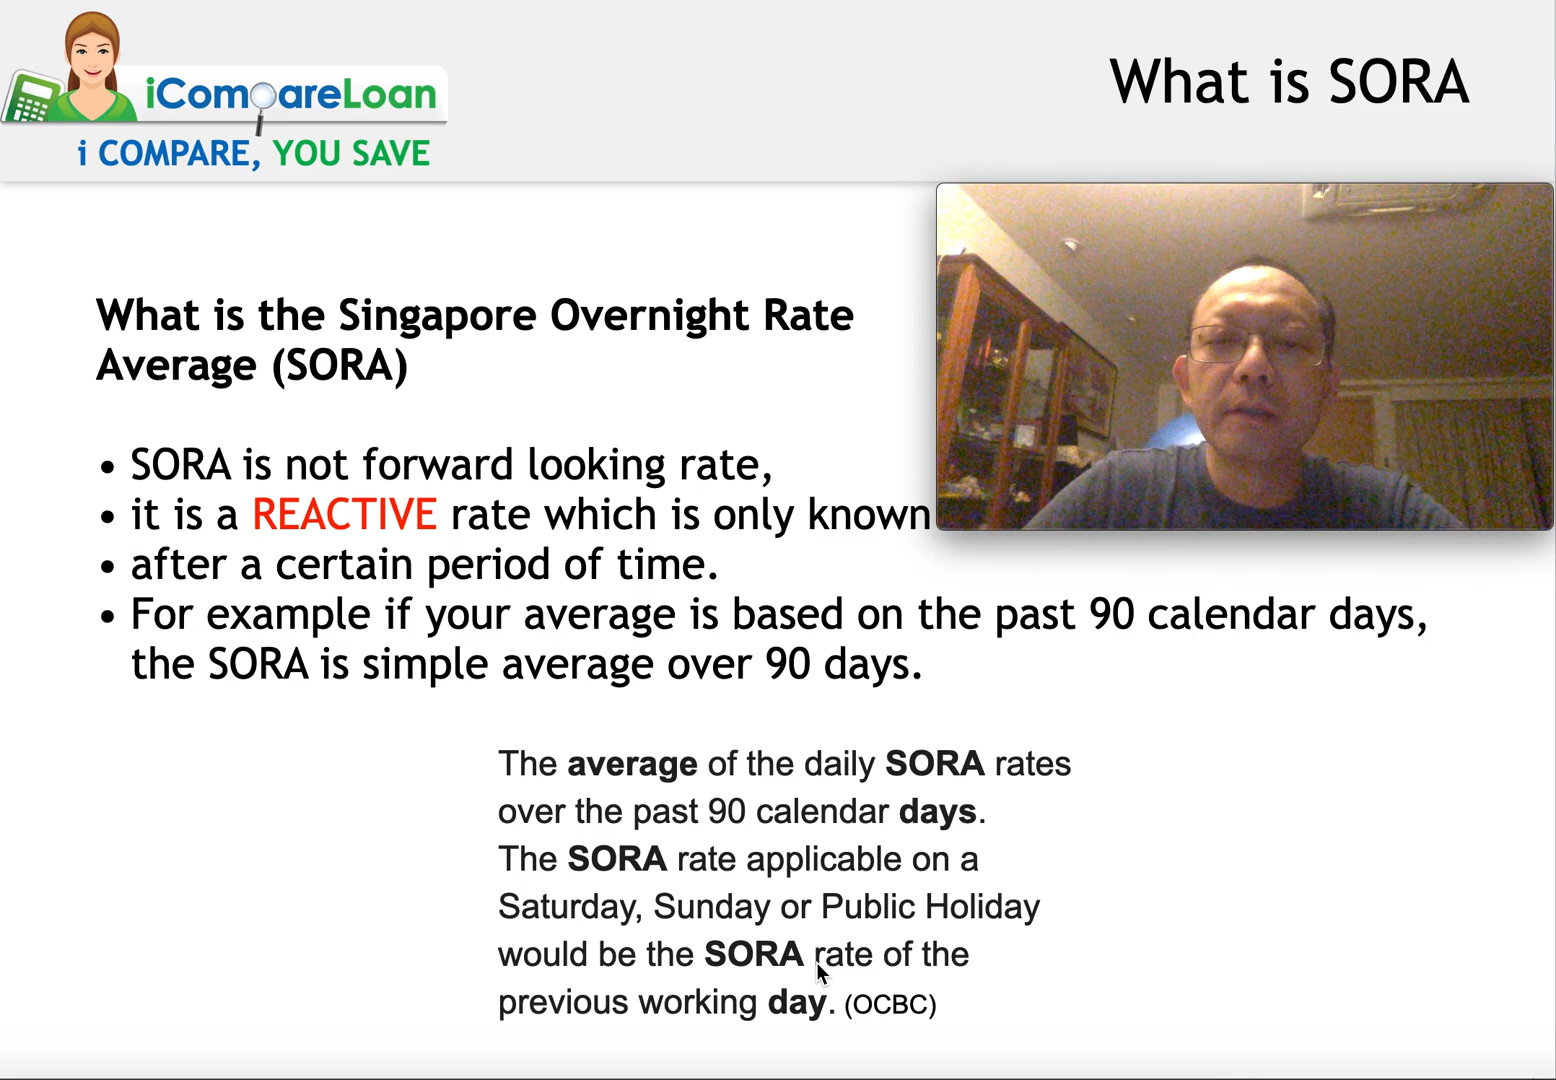 iCompareLoan
i COMPARE, YOU SAVE
What is SORA
What is the Singapore Overnight Rate
Average (SORA)
• SORA is not forward looking rate,
• it is a REACTIVE rate which is only known
• after a certain period of time.
• For example if your average is based on the past 90 calendar days,
the SORA is simple average over 90 days.
The average of the daily SORA rates
over the past 90 calendar days.
The SORA rate applicable on a
Saturday, Sunday or Public Holiday
would be the SORA rate of the
previous working day. (OCBC)